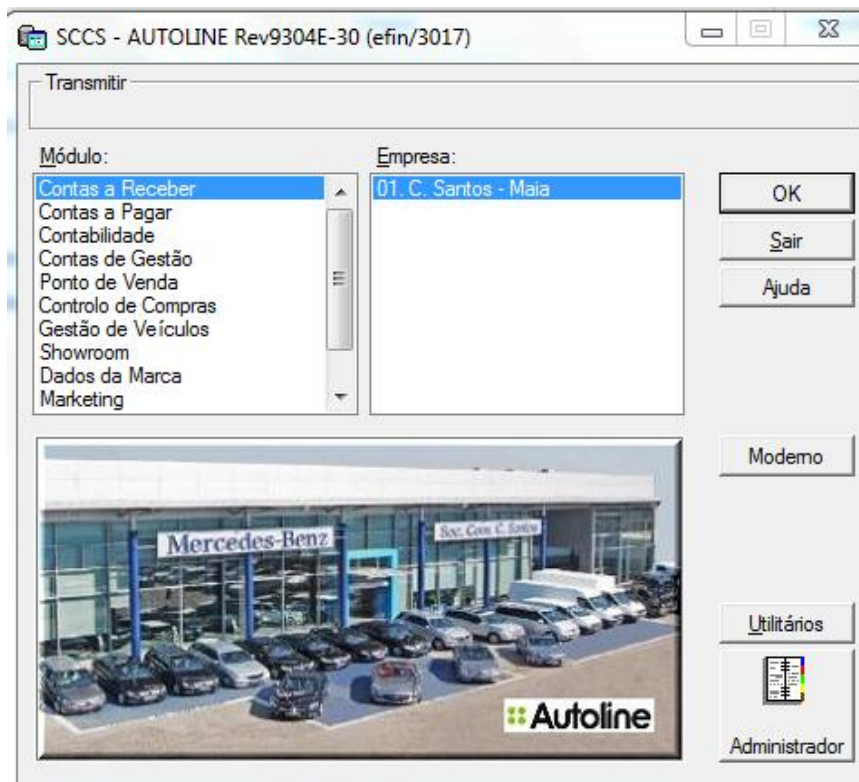 SCCS - AUTOLINE Rev9304E-30 (efin/3017)
Transmitir
Módulo:
Contas a Receber
Contas a Pagar
Contabilidade
Contas de Gestão
Ponto de Venda
Controlo de Compras
Gestão de Veículos
Showroom
Dados da Marca
Marketing
Empresa:
01. C. Santos - Maia
OK
Sair
Ajuda
Moderno
Utilitários
Administrador
Mercedes-Benz
Soc. Com. C. Santos
Autoline